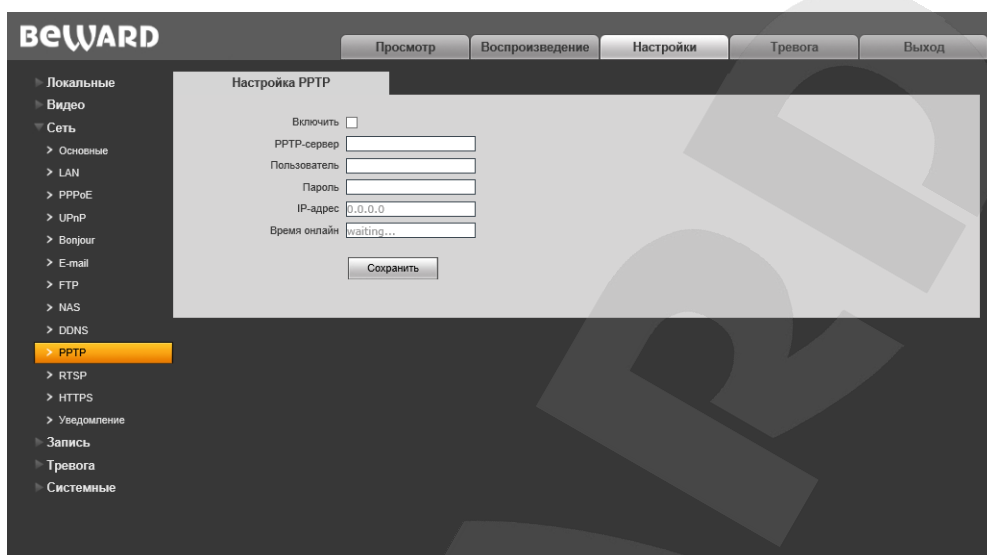 BEWARD
Просмотр Воспроизведение Настройки Тревога Выход
Локальные
Видео
Сеть
Основные
LAN
PPPoE
UPnP
Bonjour
E-mail
FTP
NAS
DDNS
PPTP
RTSP
HTTPS
Уведомление
Запись
Тревога
Системные
Настройка PPTP
Включить
PPTP-сервер
Пользователь
Пароль
IP-адрес 0.0.0.0
Время онлайн waiting...
Сохранить